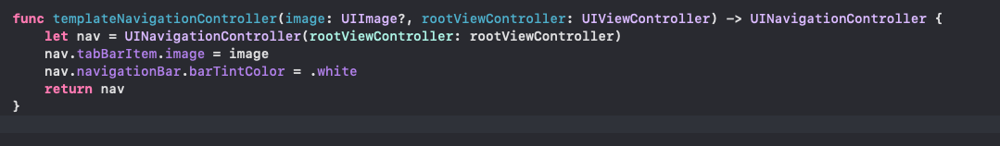 func templateNavigationController(image: UIImage?, rootViewController: UIViewController) -> UINavigationController {
    let nav = UINavigationController(rootViewController: rootViewController)
    nav.tabBarItem.image = image
    nav.navigationBar.barTintColor = .white
    return nav
}